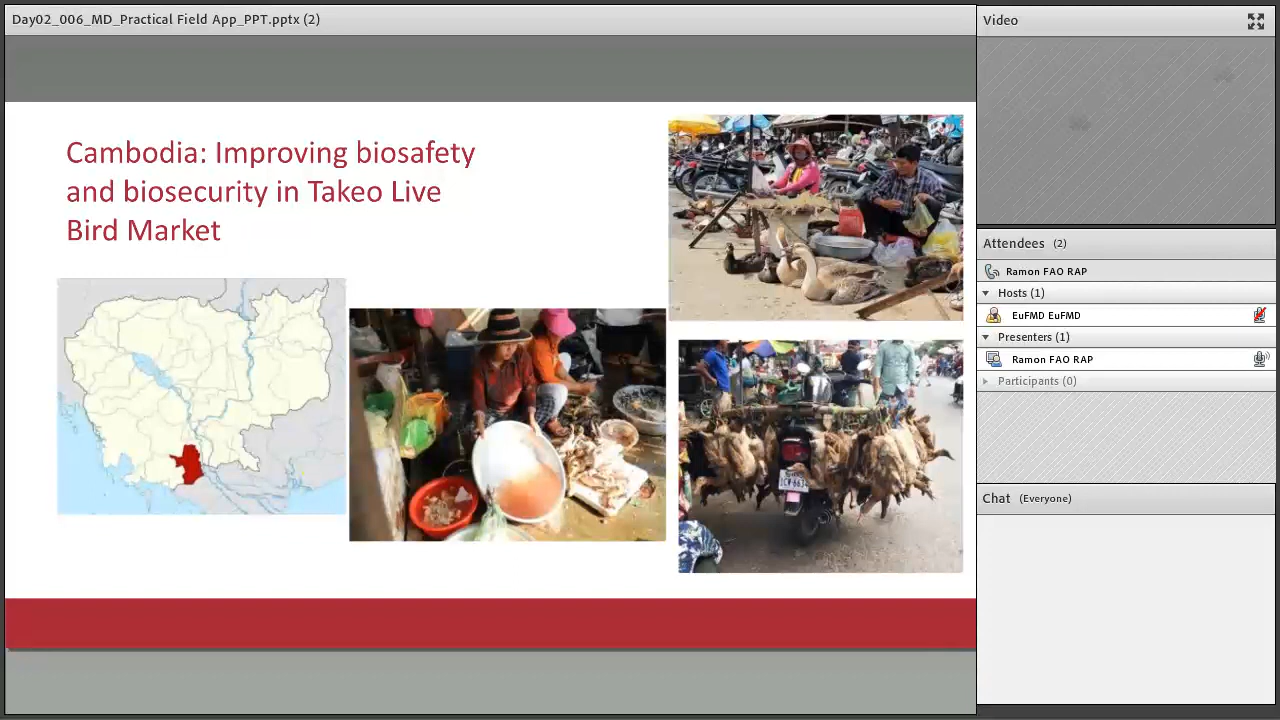 Day02_006_MD_Practical Field App_PPT.pptx (2)
Cambodia: Improving biosafety
and biosecurity in Takeo Live
Bird Market
Video
Attendees (2)
Ramon FAO RAP
Hosts (1)
EuFMD EuFMD
Presenters (1)
Ramon FAO RAP
Participants (0)
Chat (Everyone)